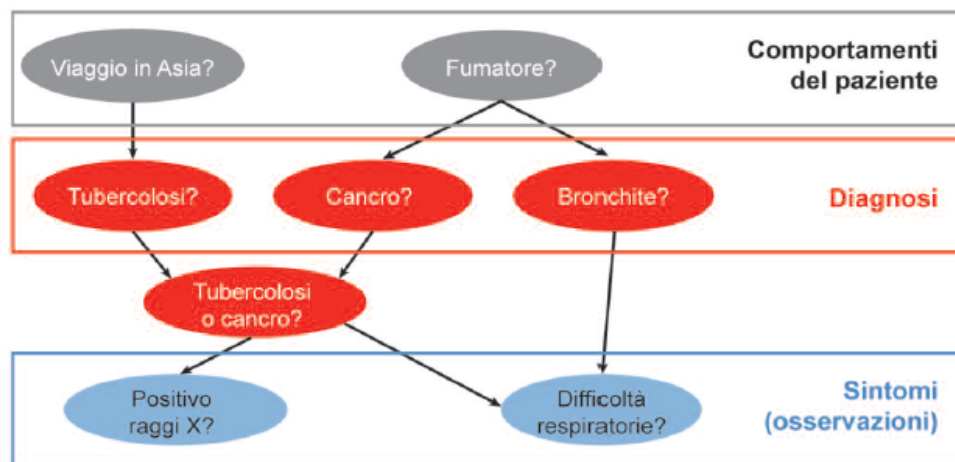 Viaggio in Asia?
Fumatore?
Comportamenti
del paziente
Tubercolosi?
Cancro?
Bronchite?
Diagnosi
Tubercolosi
o cancro?
Positivo
raggi X?
Difficoltà
respiratorie?
Sintomi
(osservazioni)